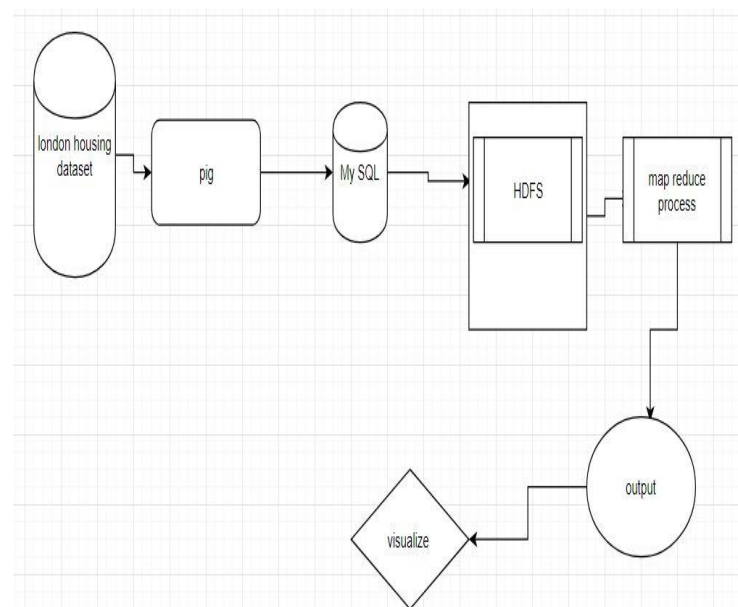 london housing
dataset
pig
My SQL
HDFS
map reduce
process
output
visualize